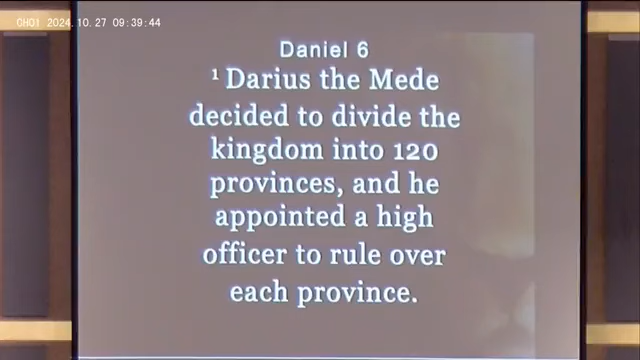 CH01 2024.10.27 09:39:44
Daniel 6
¹ Darius the Mede
decided to divide the
kingdom into 120
provinces, and he
appointed a high
officer to rule over
each province.